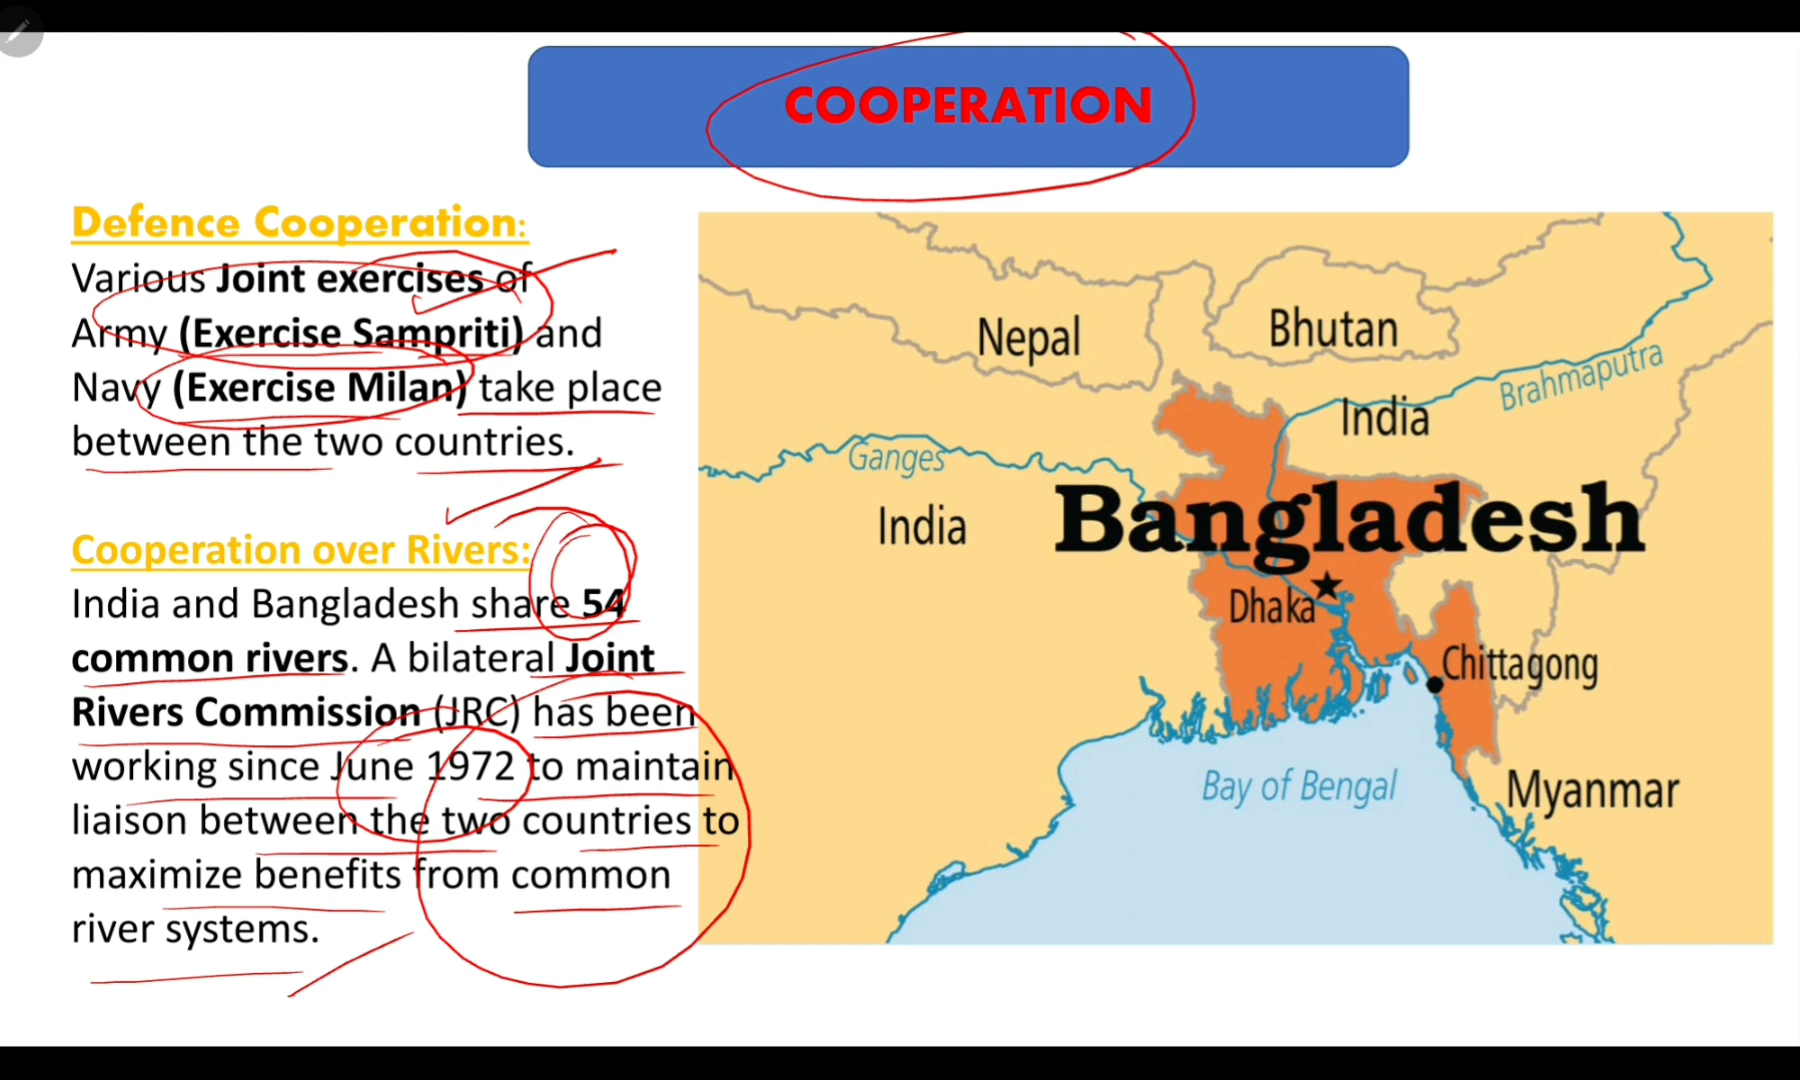 COOPERATION
Defence Cooperation:
Various Joint exercises of
Army (Exercise Sampriti) and
Navy (Exercise Milan) take place
between the two countries.
Cooperation over Rivers:
India and Bangladesh share 54
common rivers. A bilateral Joint
Rivers Commission (JRC) has been
working since June 1972 to maintain
liaison between the two countries to
maximize benefits from common
river systems.
Nepal
Bhutan
Brahmaputra
India
Ganges
India
Bangladesh
Dhaka
Chittagong
Bay of Bengal
Myanmar